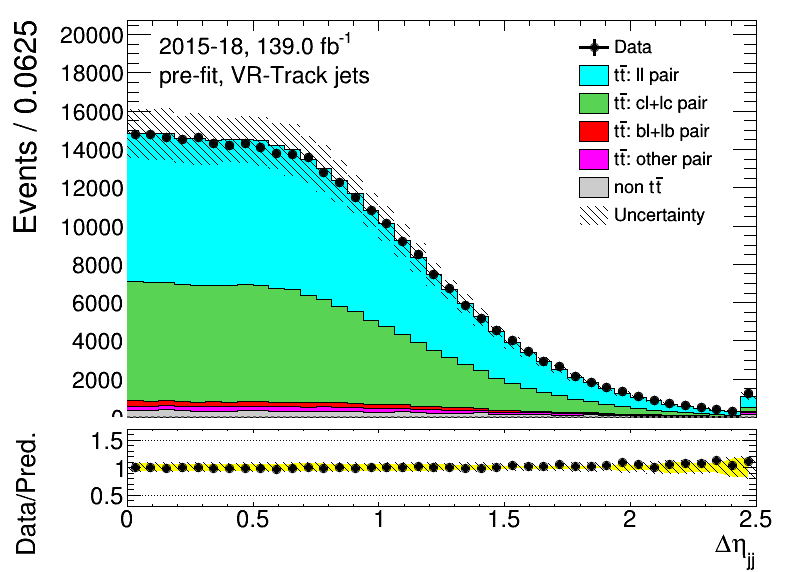 Events / 0.0625
20000
18000
16000
14000
12000
10000
8000
6000
4000
2000
0
2015-18, 139.0 fb⁻¹
pre-fit, VR-Track jets
Data
tt̄: ll pair
tt̄: cl+lc pair
tt̄: bl+lb pair
tt̄: other pair
non tt̄
Uncertainty
Data/Pred.
1.5
1
0.5
0 0.5 1 1.5 2 2.5
Δη_jj